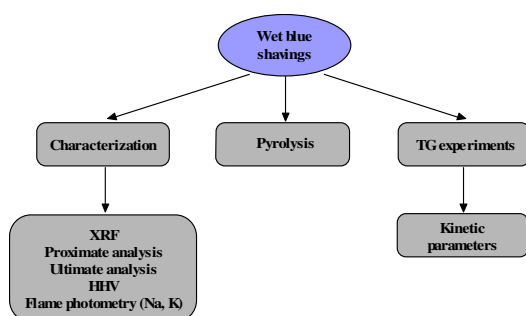 Wet blue
shavings
Characterization
Pyrolysis
TG experiments
XRF
Proximate analysis
Ultimate analysis
HHV
Flame photometry (Na, K)
Kinetic
parameters